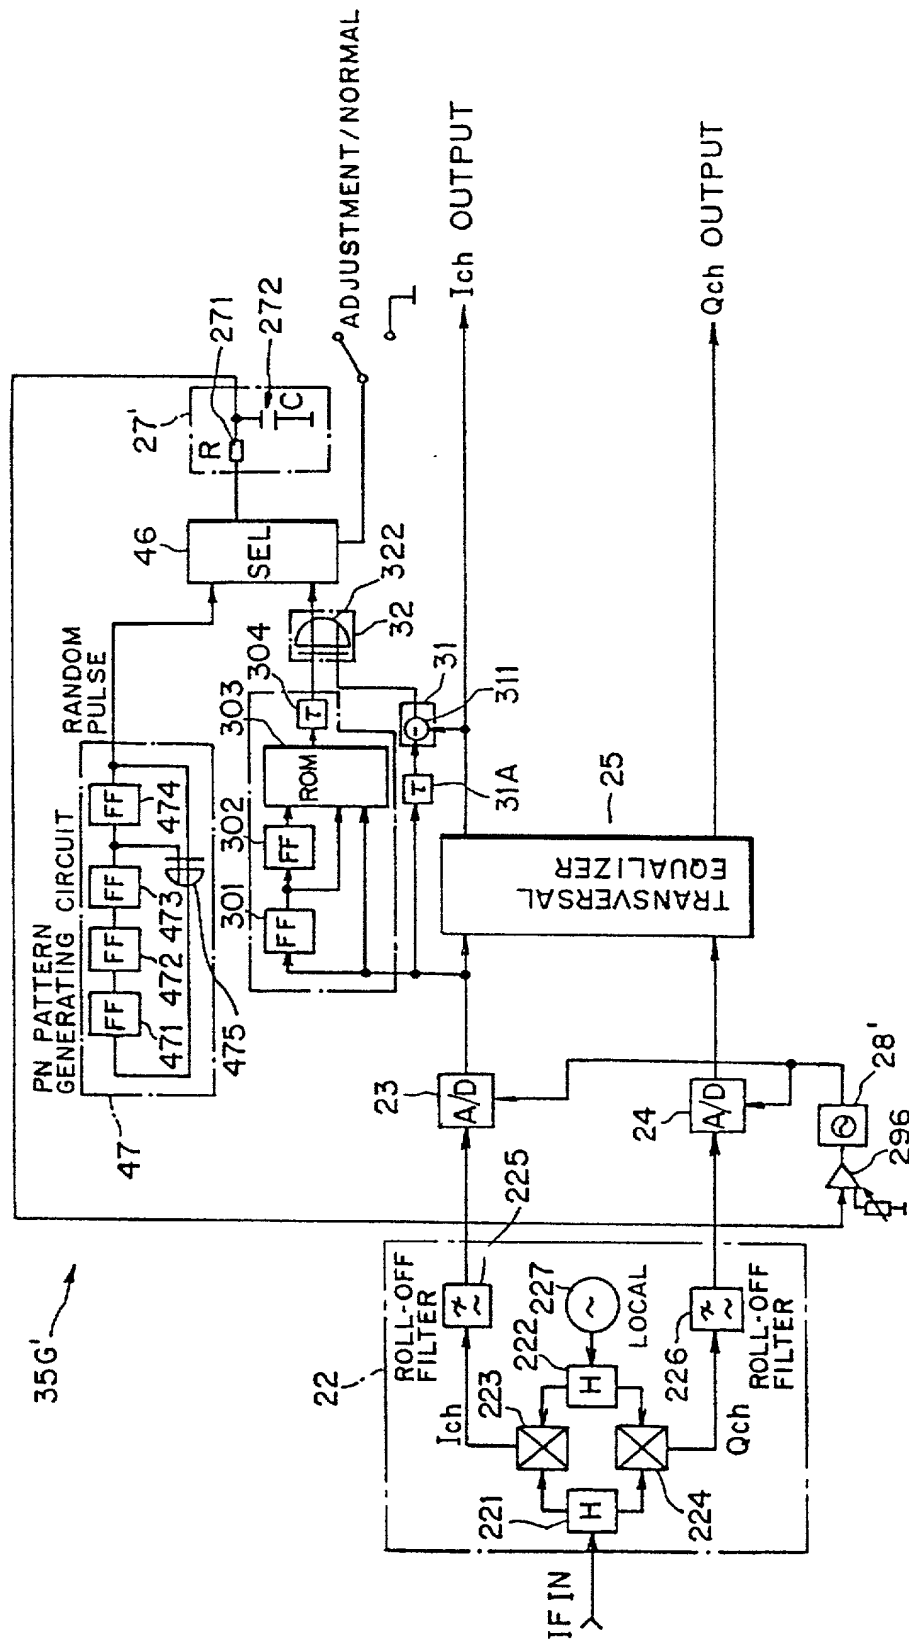 35G'
PN PATTERN
GENERATING CIRCUIT
RANDOM
PULSE
47
FF
FF
FF
FF
471
472
473
474
475
46
SEL
27'
R
C
271
272
ADJUSTMENT/NORMAL
301
302
303
304
FF
FF
ROM
τ
32
322
31
311
τ
31A
22
ROLL-OFF
FILTER
225
Ich
223
222
227
LOCAL
H
H
221
224
IF IN
Qch
226
ROLL-OFF
FILTER
23
A/D
24
A/D
28'
296
25
TRANSVERSAL
EQUALIZER
Ich OUTPUT
Qch OUTPUT